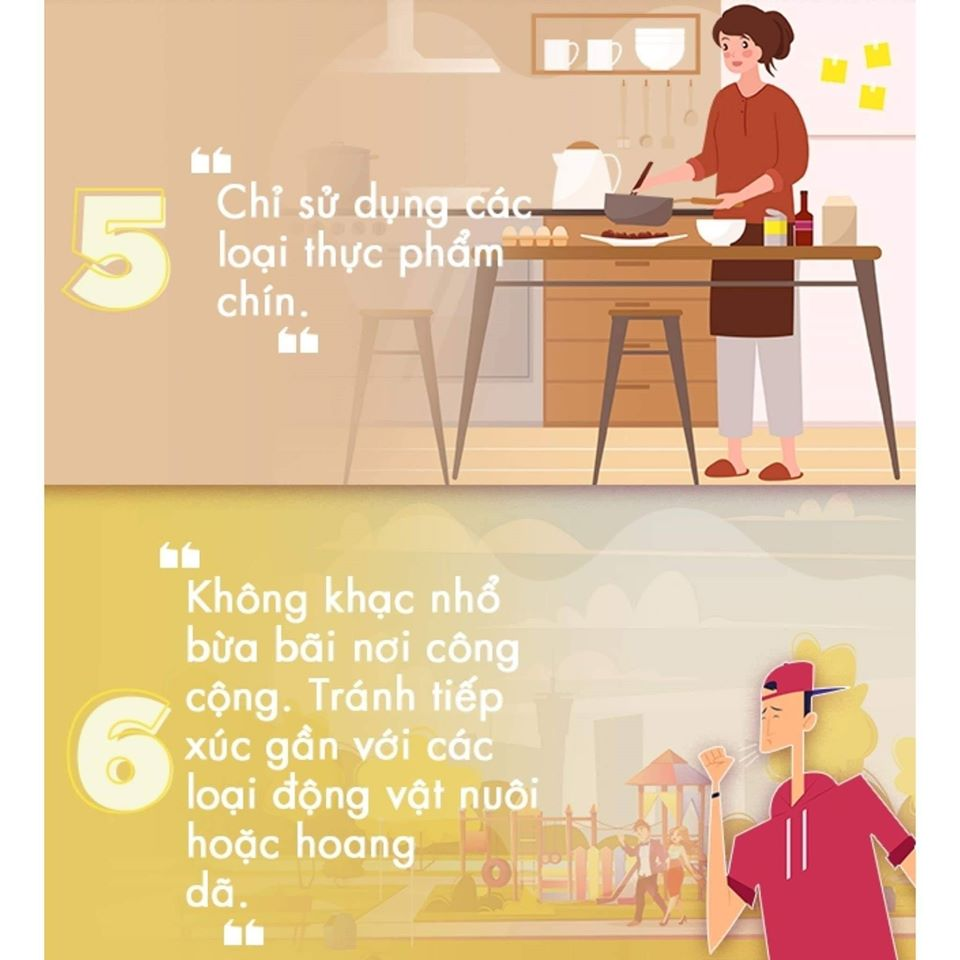 5
“
Chỉ sử dụng các
loại thực phẩm
chín.
“
6
“
Không khạc nhổ
bừa bãi nơi công
cộng. Tránh tiếp
xúc gần với các
loại động vật nuôi
hoặc hoang
dã.
“